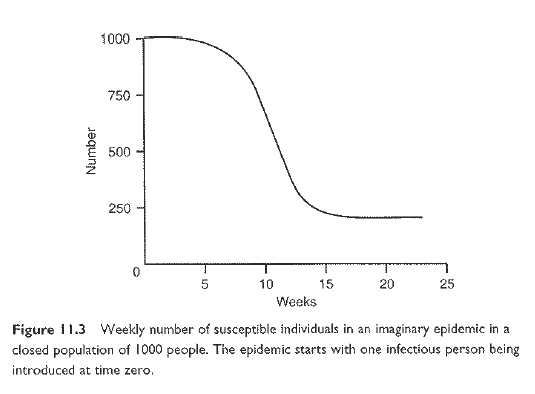 1000
750
500
250
0
Number
5 10 15 20 25
Weeks
Figure 11.3 Weekly number of susceptible individuals in an imaginary epidemic in a
closed population of 1000 people. The epidemic starts with one infectious person being
introduced at time zero.